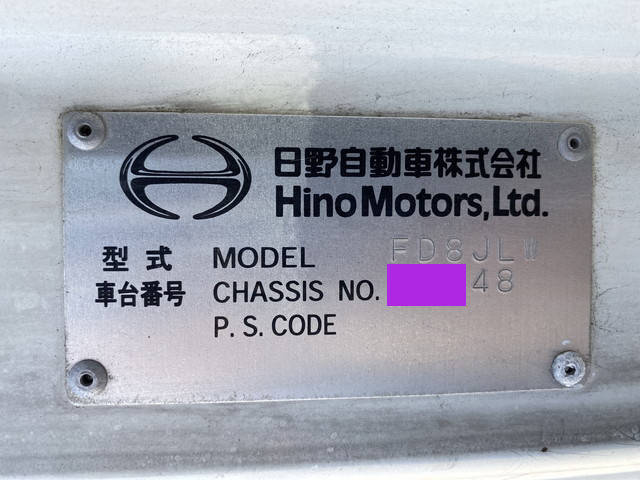 日野自動車株式会社
Hino Motors, Ltd.
型式 MODEL FD8JLW
車台番号 CHASSIS NO. 48
P. S. CODE